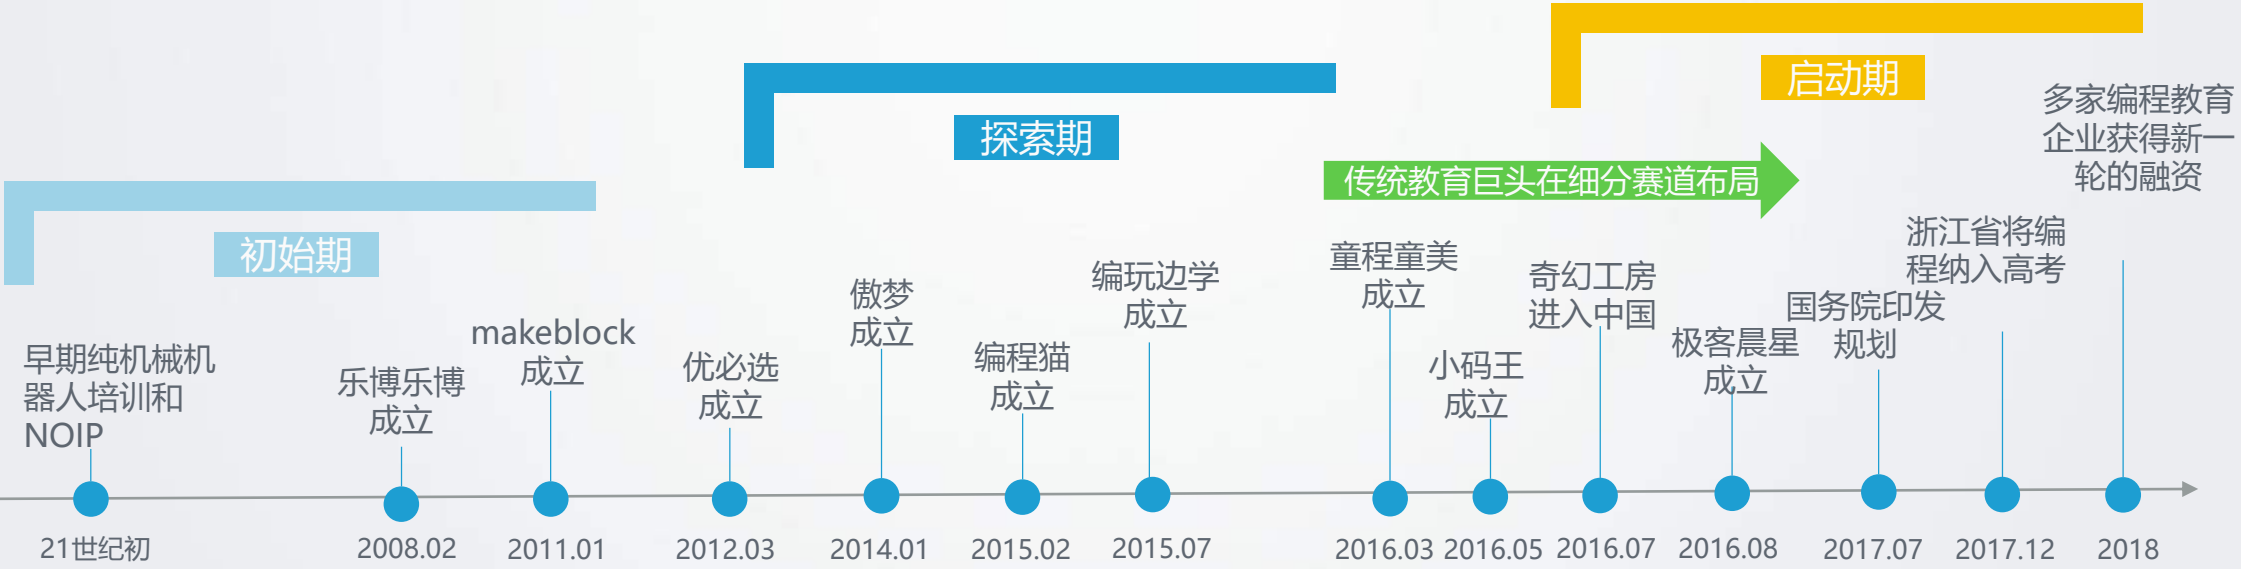 启动期
探索期
初始期
传统教育巨头在细分赛道布局
早期纯机械机
器人培训和
NOIP
21世纪初
乐博乐博
成立
2008.02
makeblock
成立
2011.01
优必选
成立
2012.03
傲梦
成立
2014.01
编程猫
成立
2015.02
编玩边学
成立
2015.07
童程童美
成立
2016.03
小码王
成立
2016.05
奇幻工房
进入中国
2016.07
极客晨星
成立
2016.08
国务院印发
规划
2017.07
浙江省将编
程纳入高考
2017.12
多家编程教育
企业获得新一
轮的融资
2018